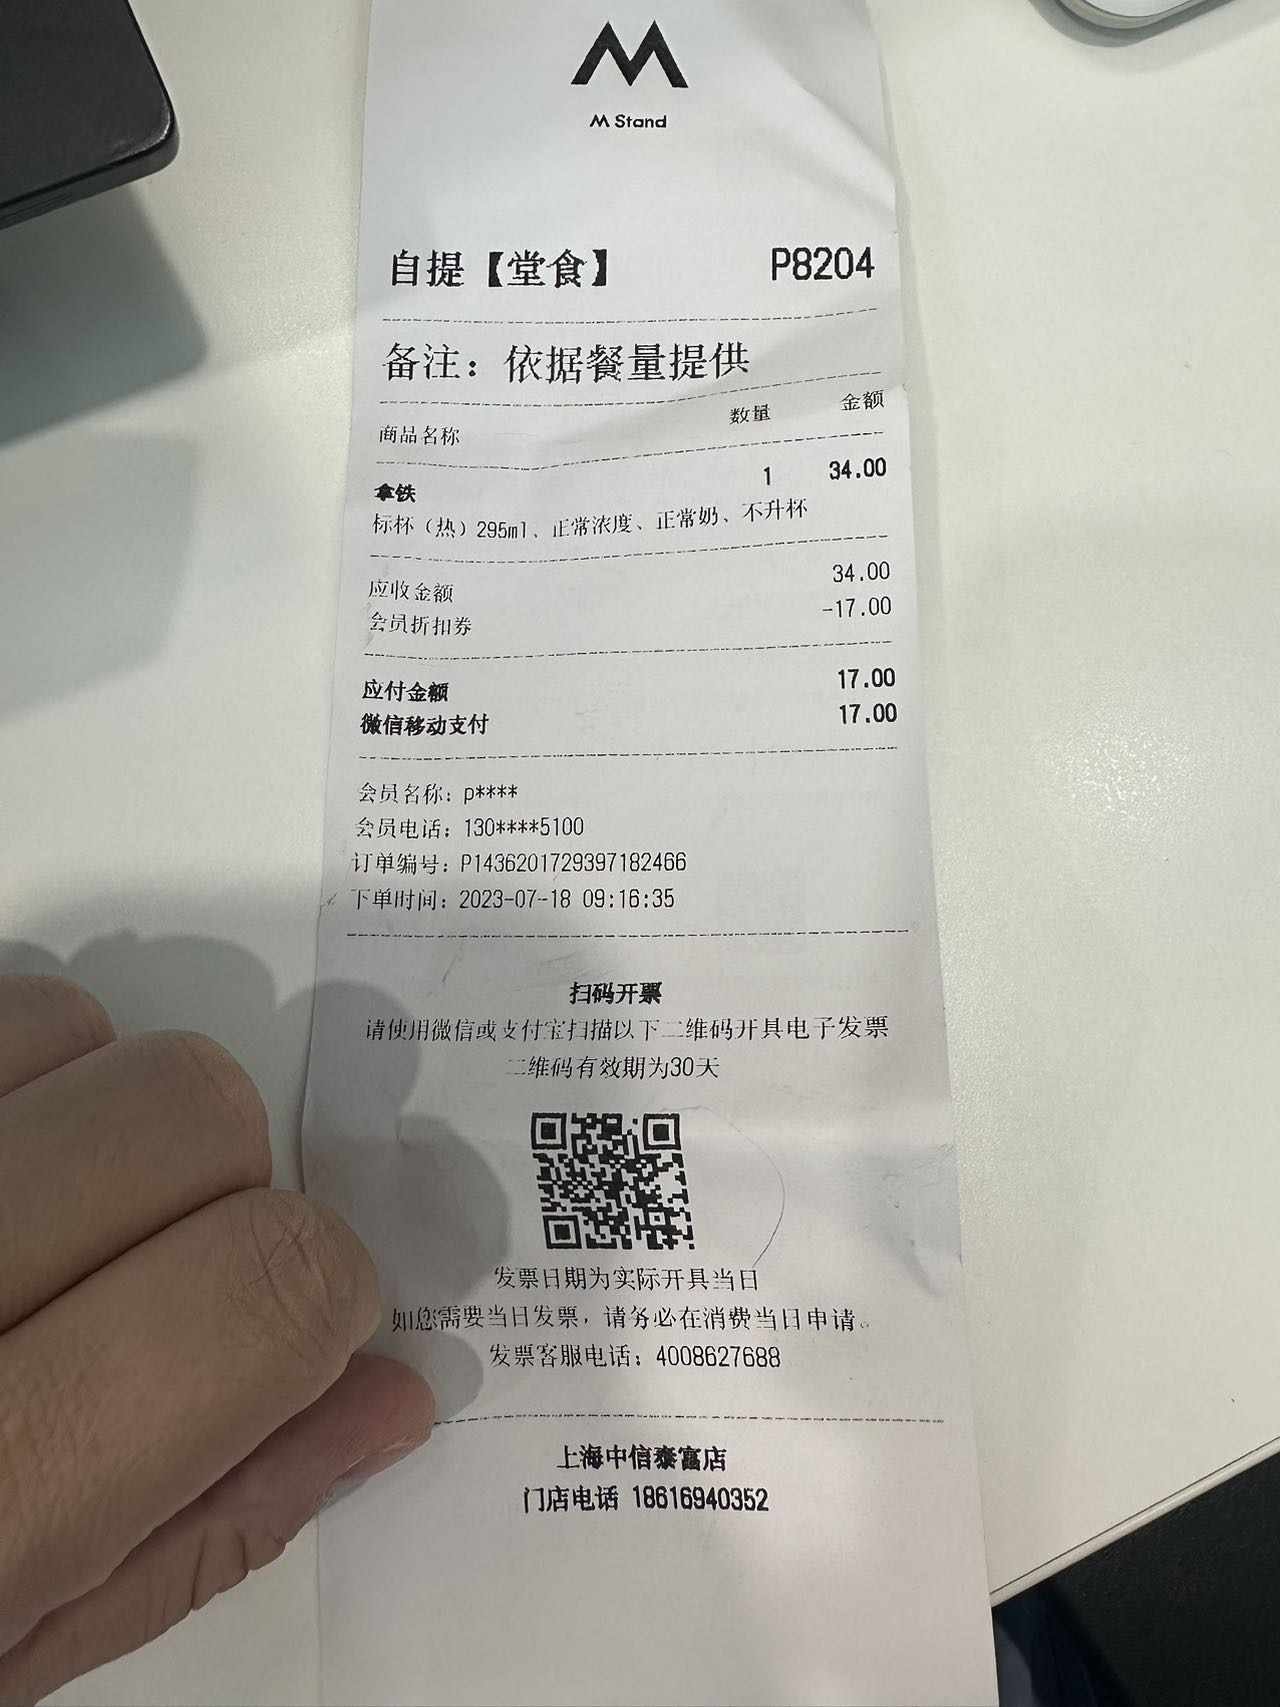 M Stand
自提【堂食】 P8204
备注：依据餐量提供
商品名称 数量 金额
拿铁 1 34.00
标杯（热）295ml、正常浓度、正常奶、不升杯
应收金额 34.00
会员折扣券 -17.00
应付金额 17.00
微信移动支付 17.00
会员名称：p****
会员电话：130****5100
订单编号：P1436201729397182466
下单时间：2023-07-18 09:16:35
扫码开票
请使用微信或支付宝扫描以下二维码开具电子发票
二维码有效期为30天
发票日期为实际开具当日
如您需要当日发票，请务必在消费当日申请。
发票客服电话：4008627688
上海中信泰富店
门店电话 18616940352